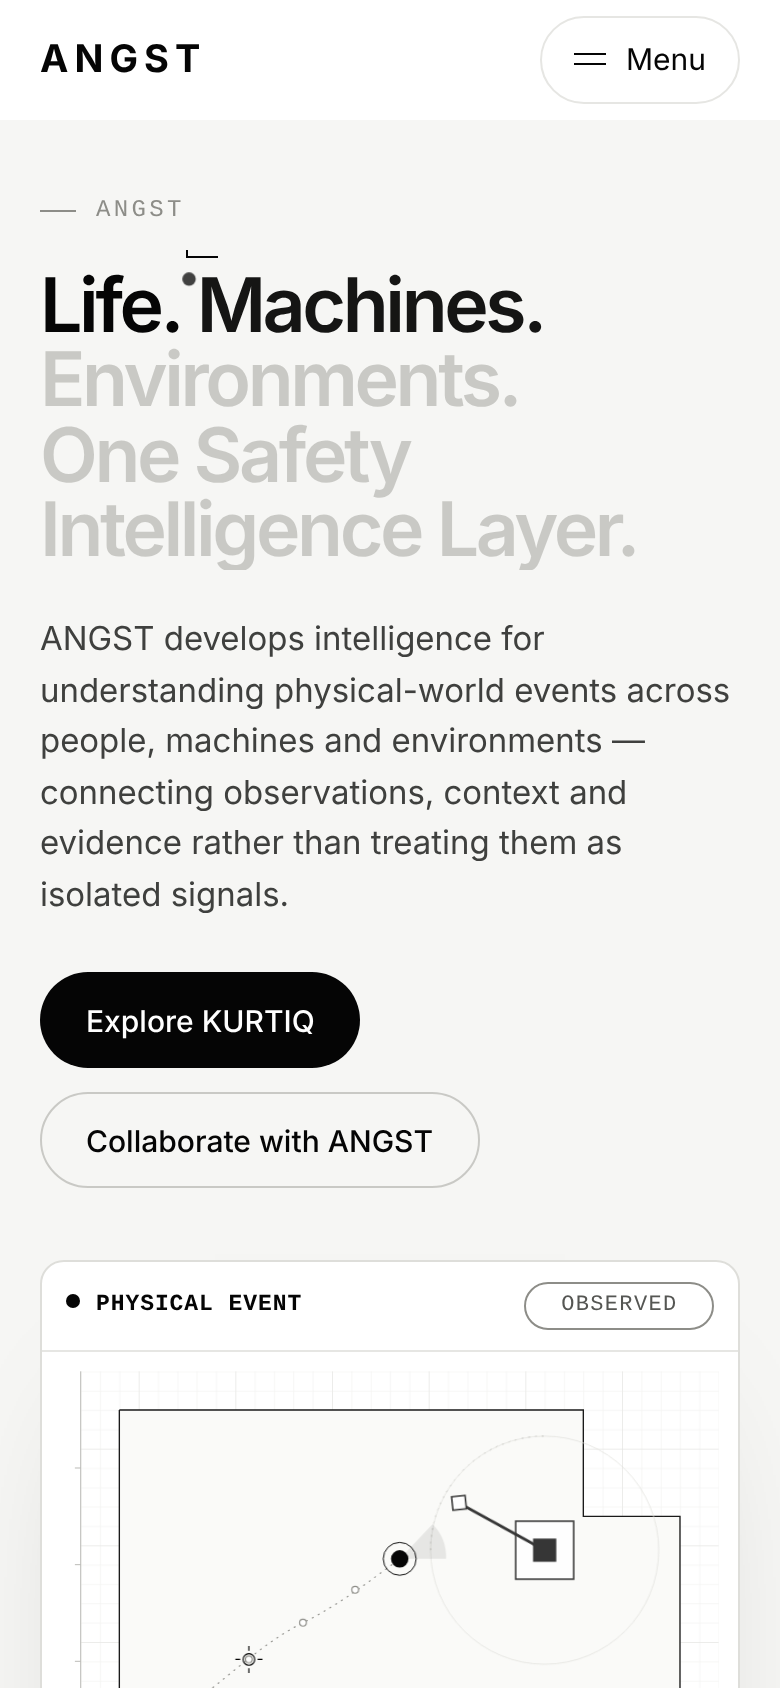 ANGST
Menu
ANGST
Life. Machines.
Environments.
One Safety
Intelligence Layer.
ANGST develops intelligence for
understanding physical-world events across
people, machines and environments —
connecting observations, context and
evidence rather than treating them as
isolated signals.
Explore KURTIQ
Collaborate with ANGST
PHYSICAL EVENT
OBSERVED